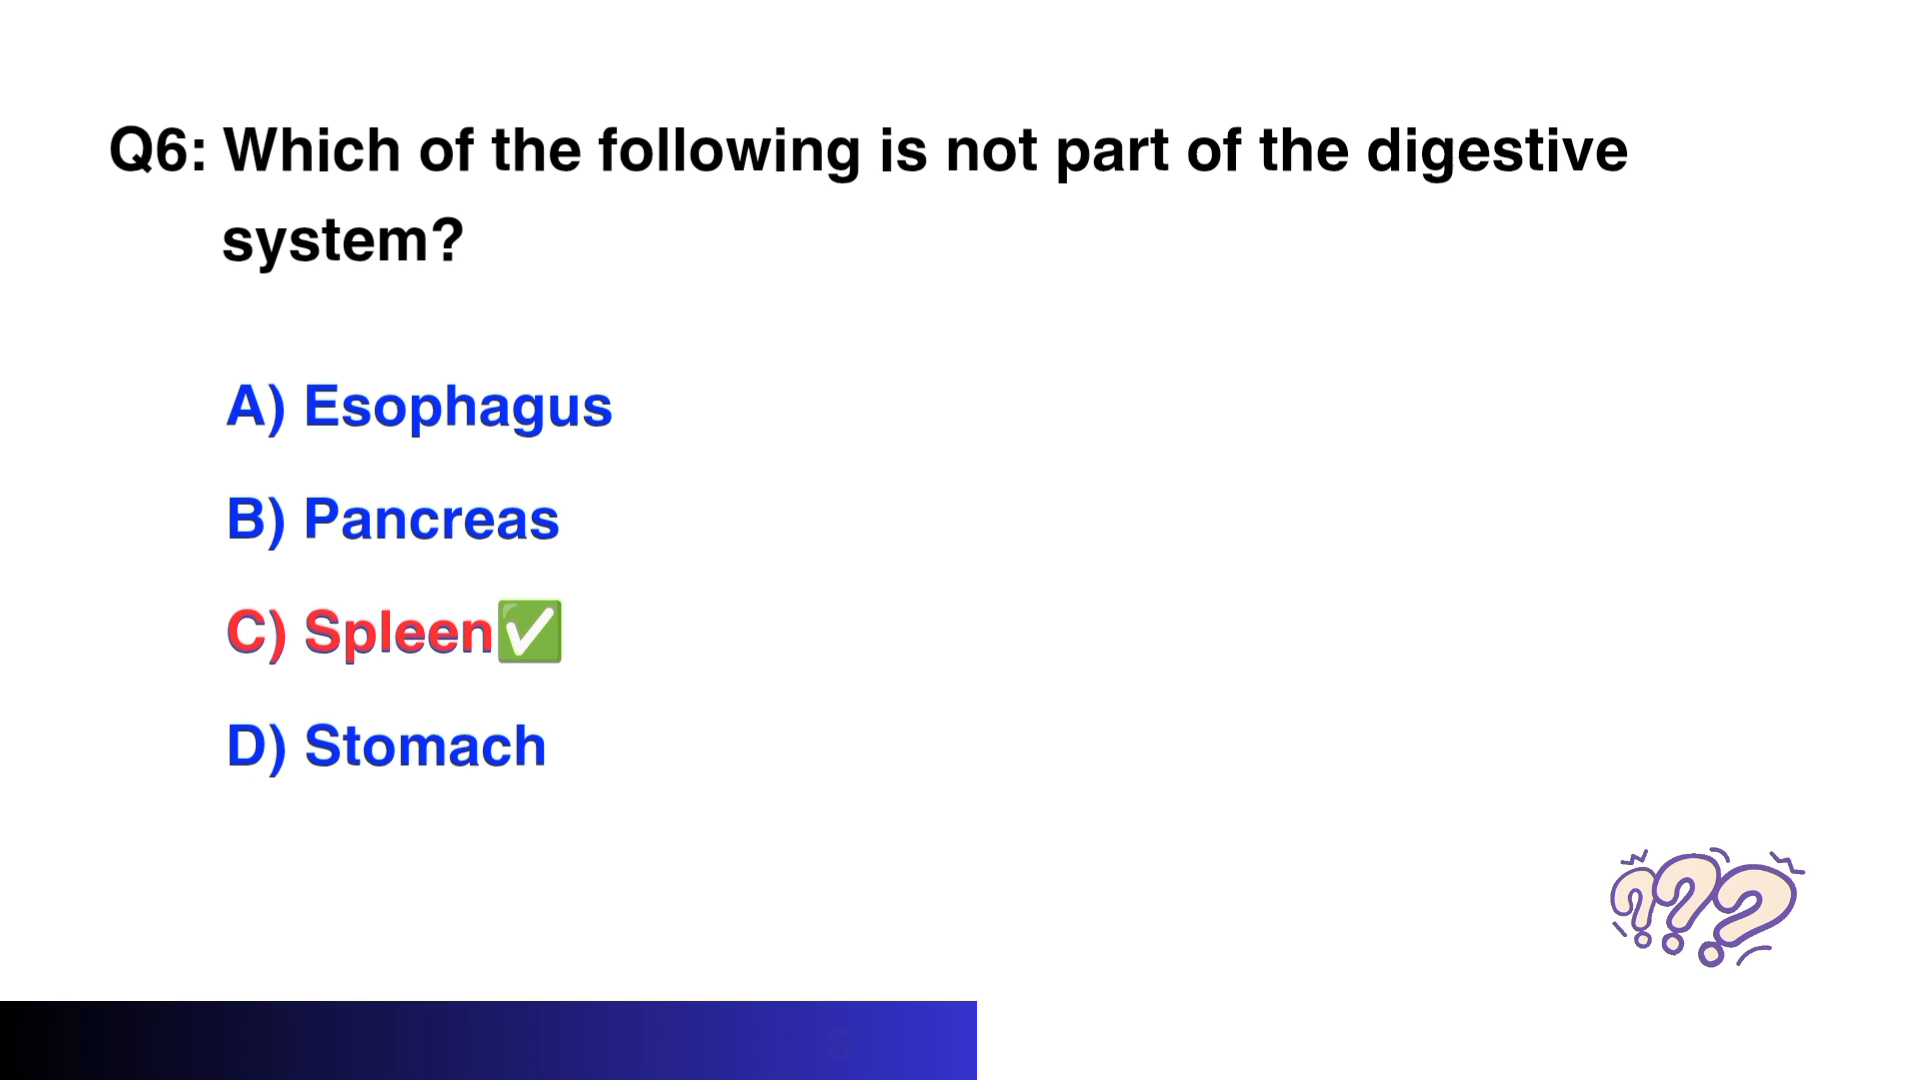 Q6: Which of the following is not part of the digestive
system?
A) Esophagus
B) Pancreas
C) Spleen✅
D) Stomach
???
S